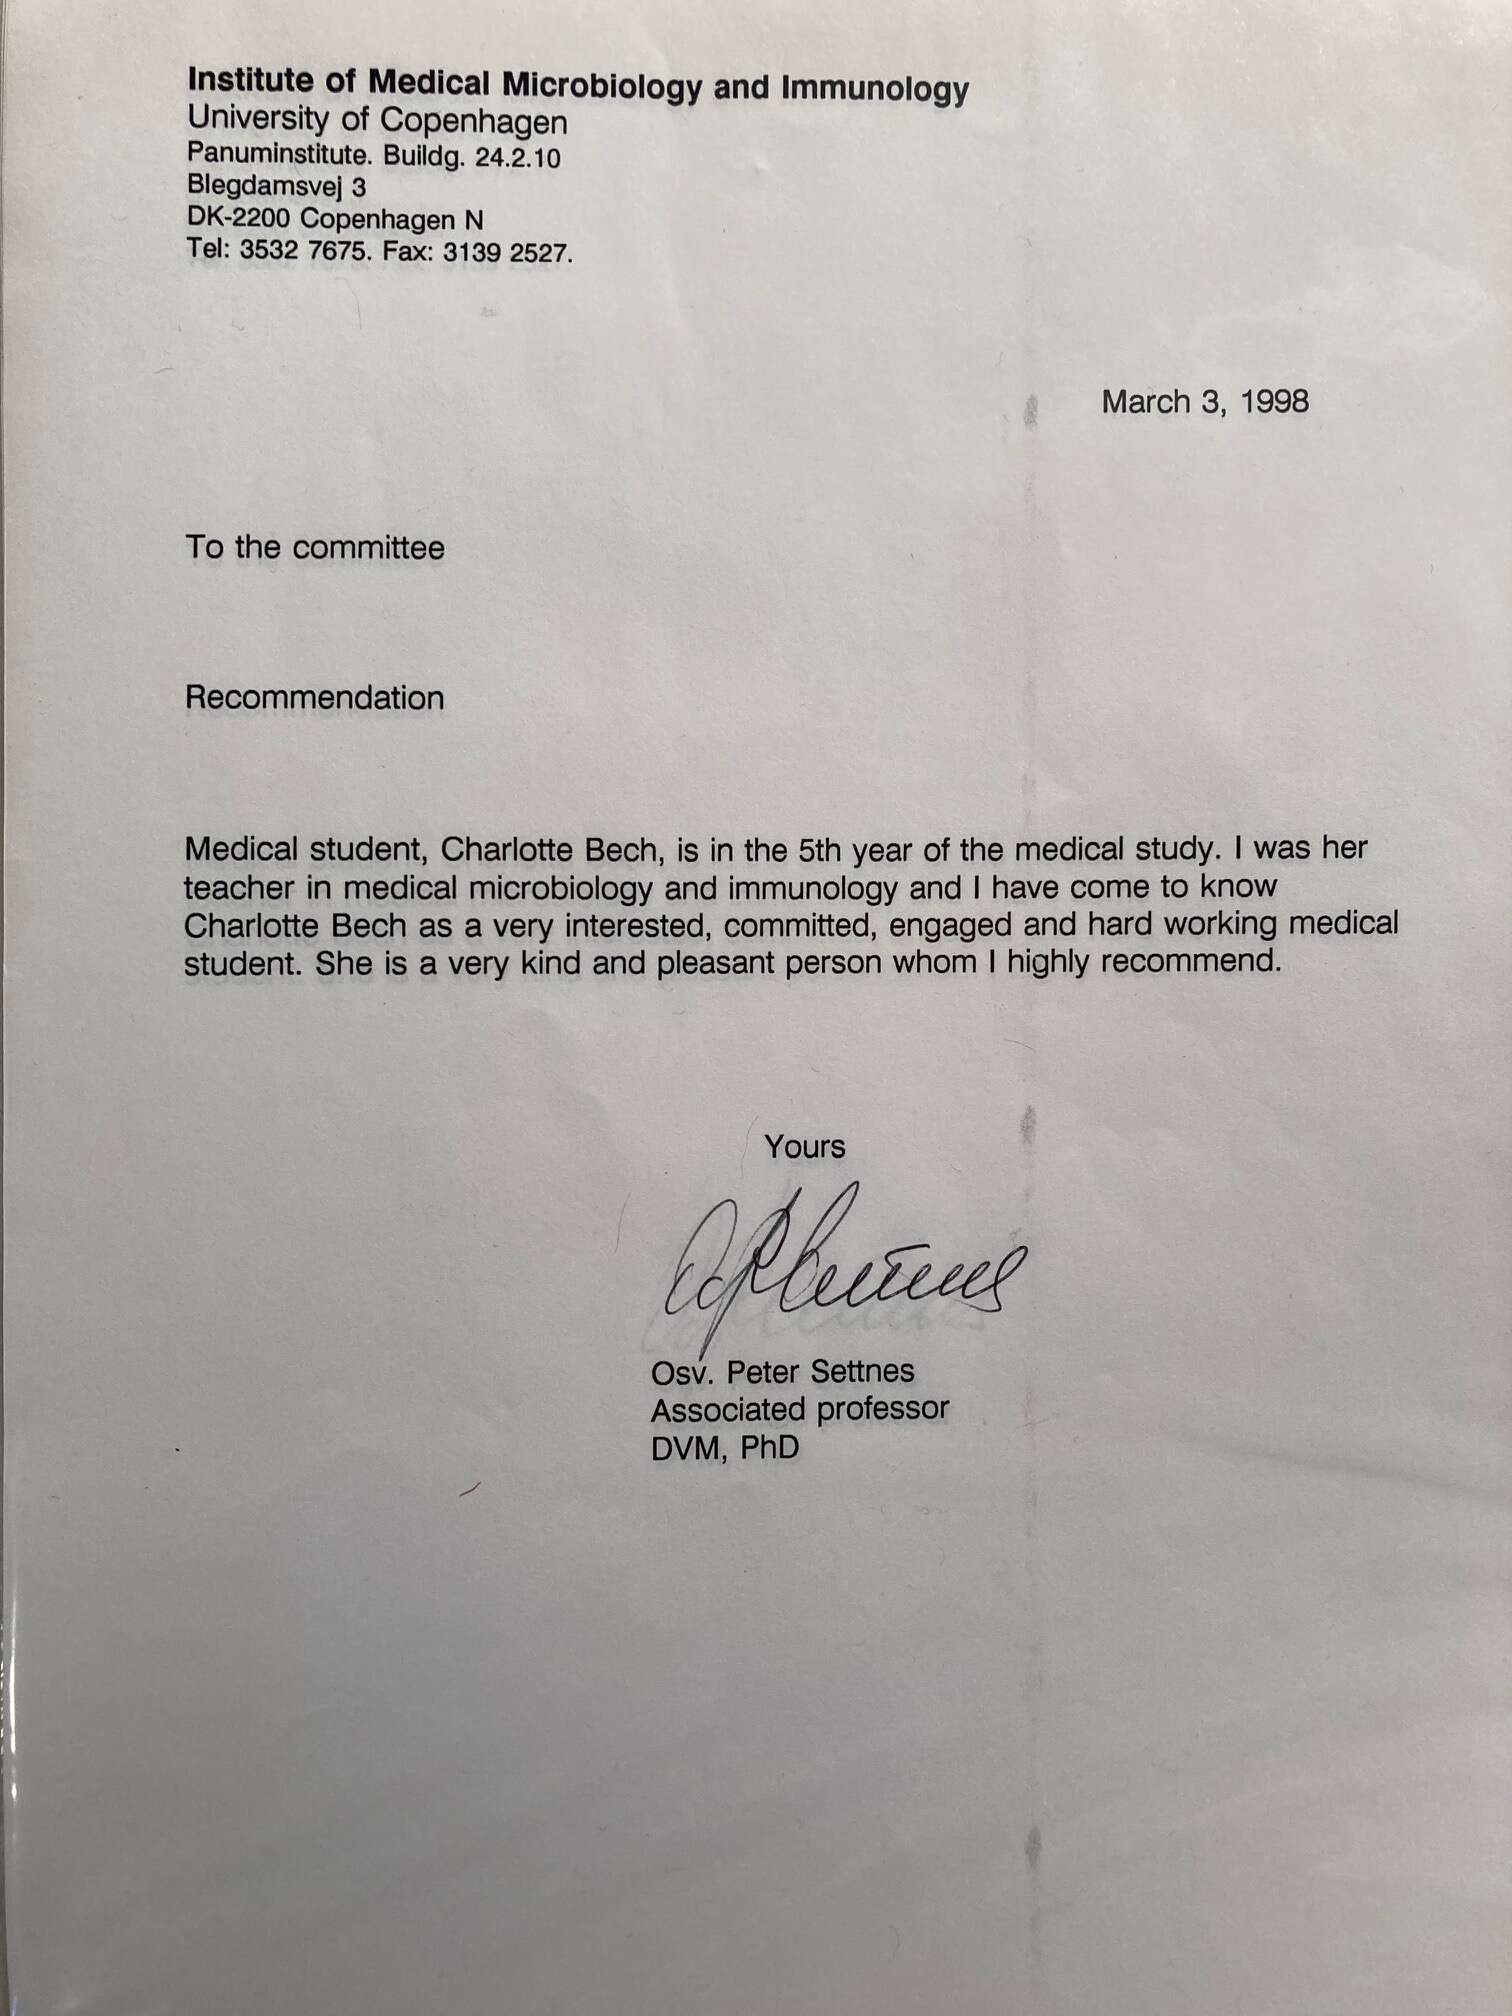 Institute of Medical Microbiology and Immunology
University of Copenhagen
Panuminstitute. Buildg. 24.2.10
Blegdamsvej 3
DK-2200 Copenhagen N
Tel: 3532 7675. Fax: 3139 2527.
March 3, 1998
To the committee
Recommendation
Medical student, Charlotte Bech, is in the 5th year of the medical study. I was her
teacher in medical microbiology and immunology and I have come to know
Charlotte Bech as a very interested, committed, engaged and hard working medical
student. She is a very kind and pleasant person whom I highly recommend.
Yours
Osv. Peter Settnes
Associated professor
DVM, PhD